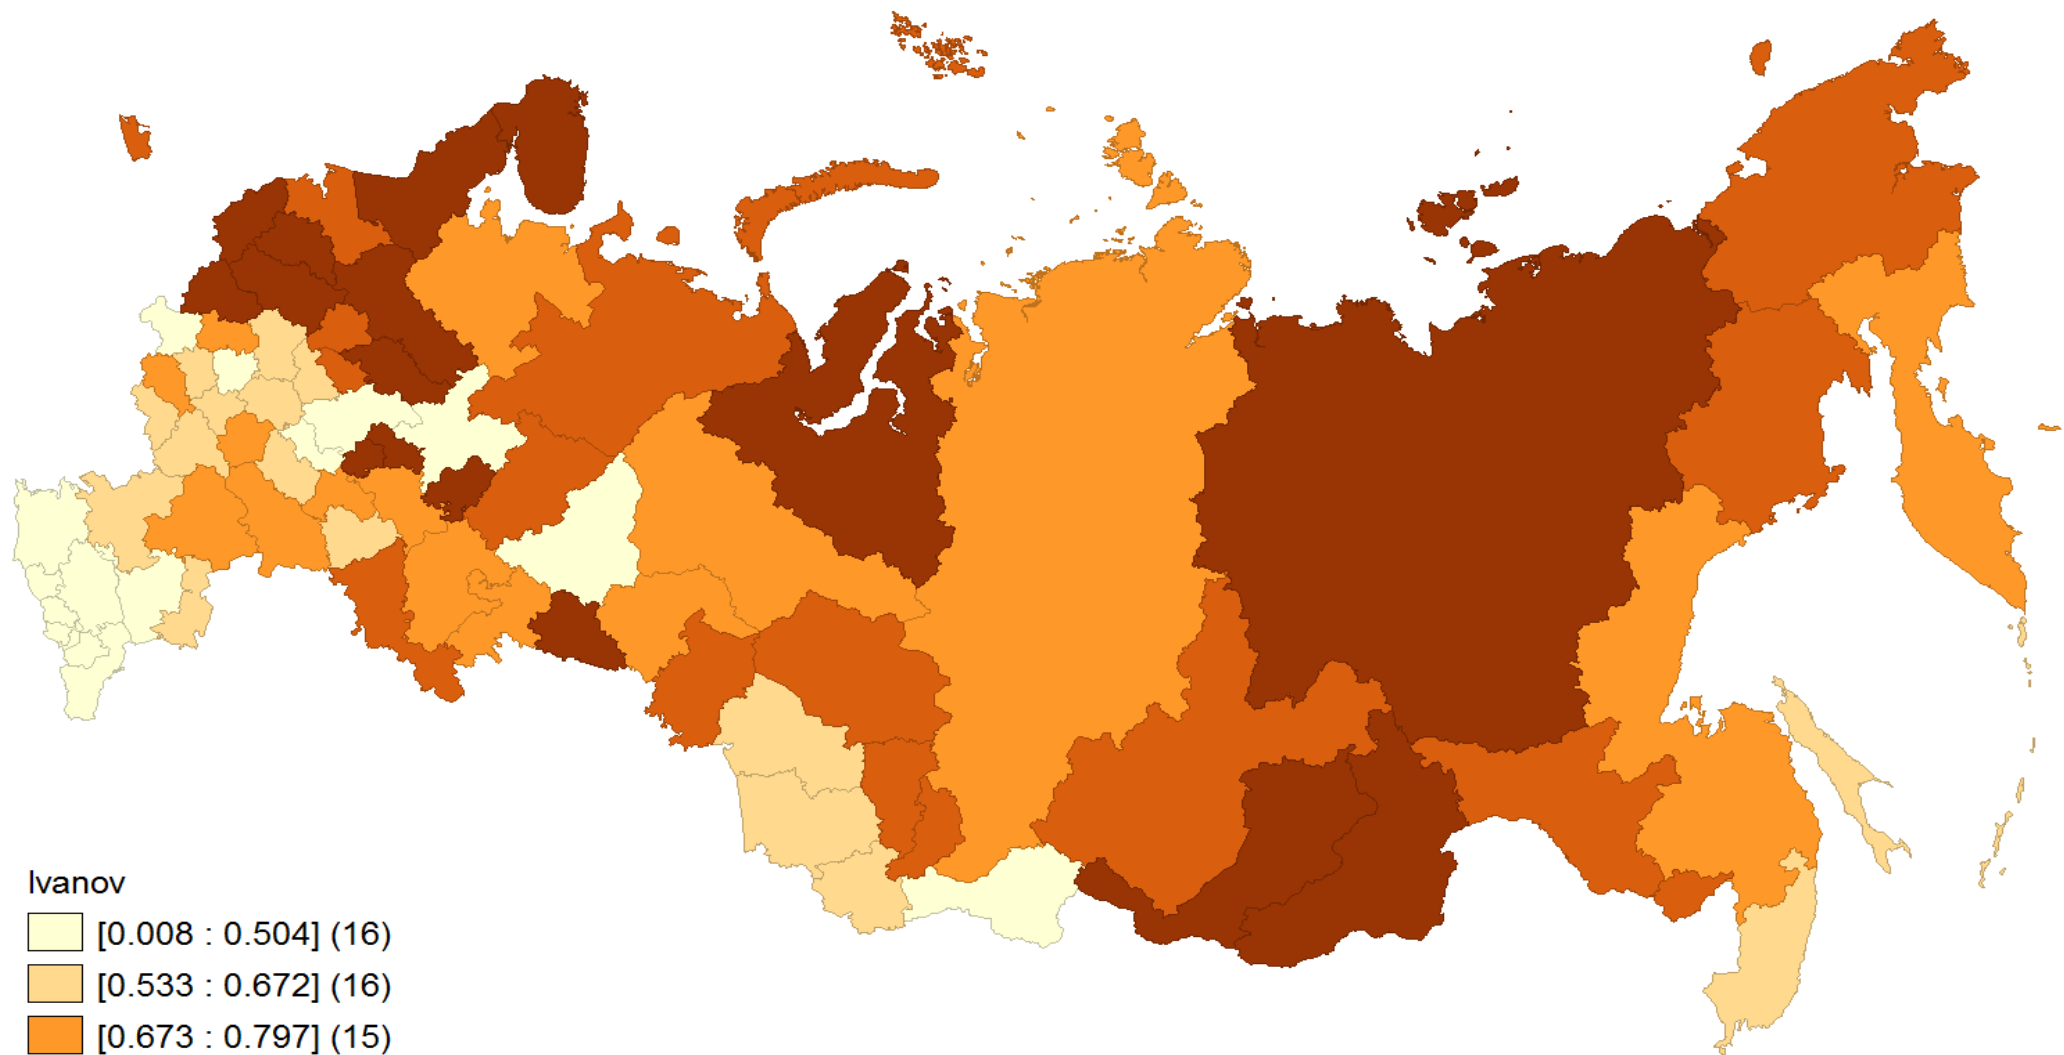 Ivanov
[0.008 : 0.504] (16)
[0.533 : 0.672] (16)
[0.673 : 0.797] (15)